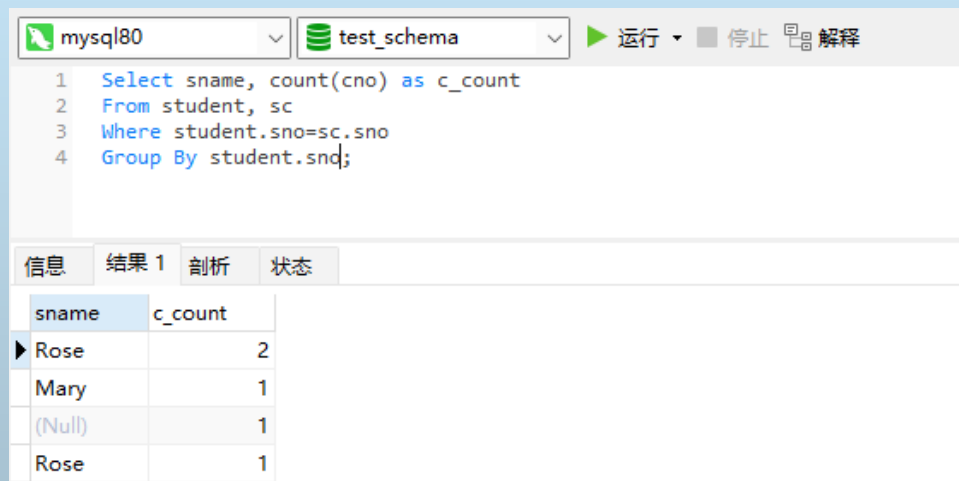 mysql80 test_schema 运行 停止 解释
1 Select sname, count(cno) as c_count
2 From student, sc
3 Where student.sno=sc.sno
4 Group By student.sno;
信息 结果 1 剖析 状态
sname c_count
Rose 2
Mary 1
(Null) 1
Rose 1